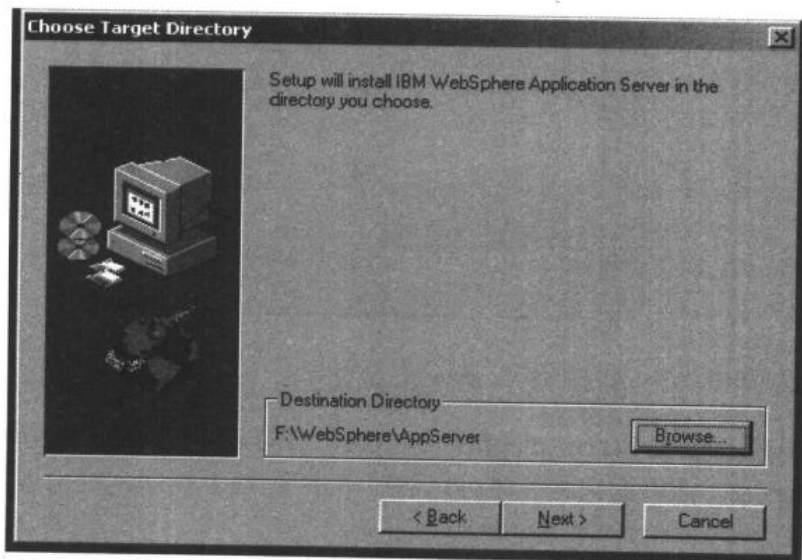 Choose Target Directory
Setup will install IBM WebSphere Application Server in the
directory you choose.
Destination Directory
F:\WebSphere\AppServer
Browse...
< Back
Next >
Cancel